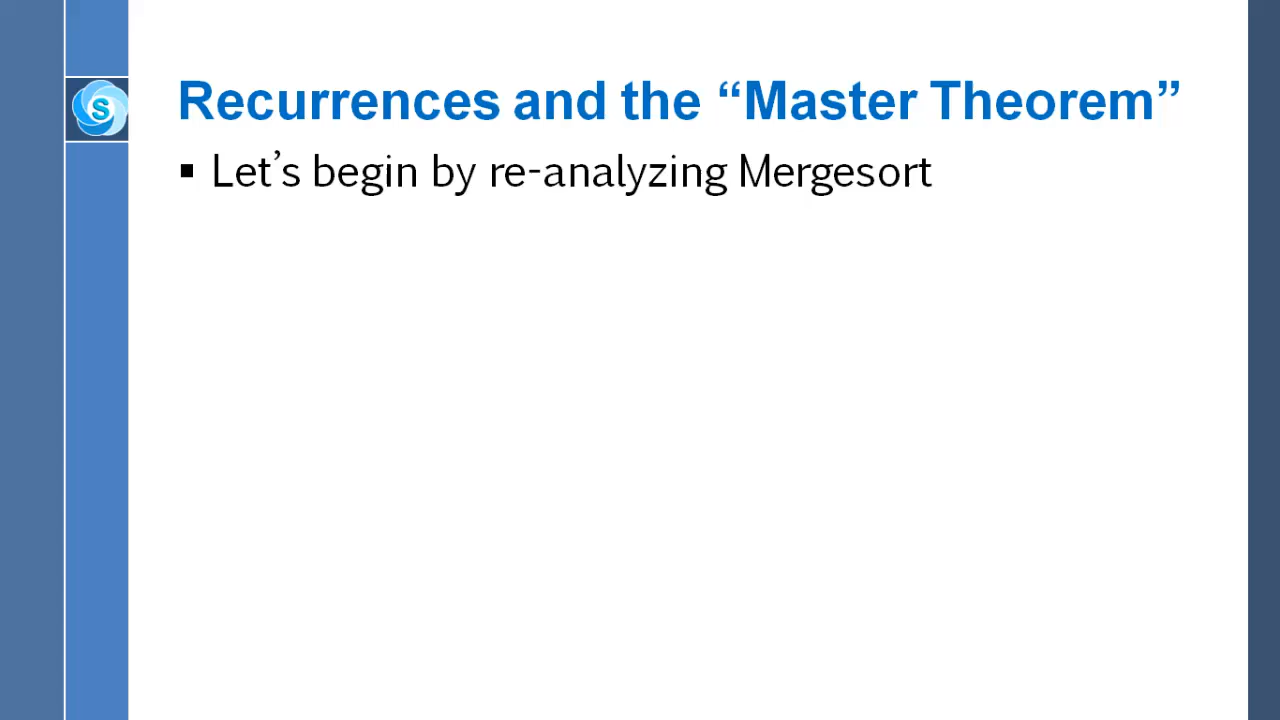 Recurrences and the “Master Theorem”
▪ Let’s begin by re-analyzing Mergesort
S